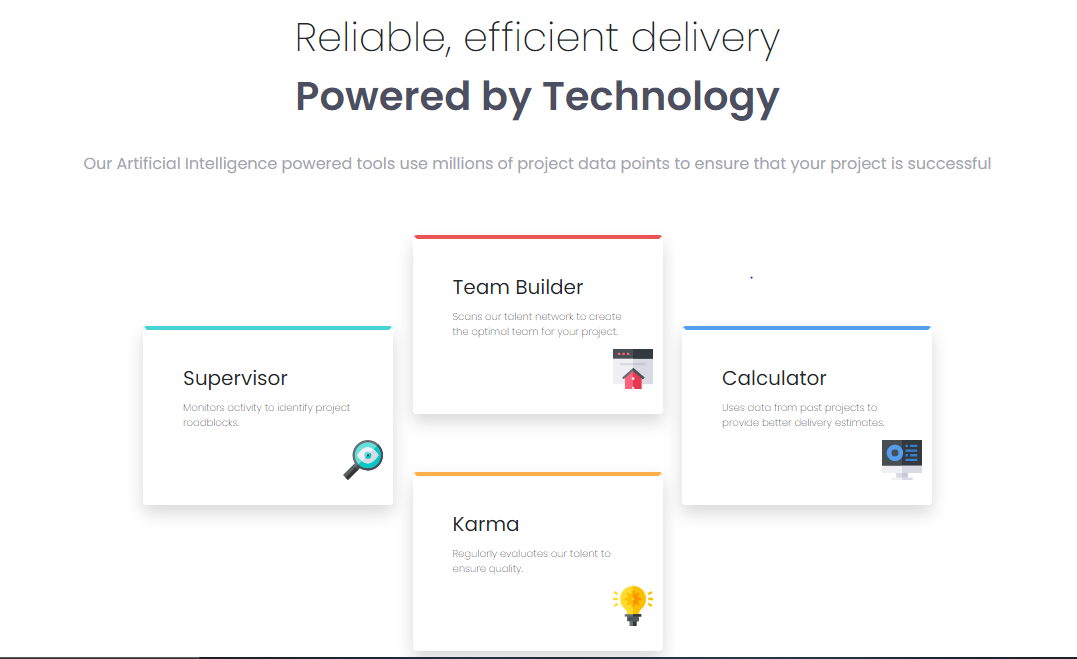 Reliable, efficient delivery
Powered by Technology
Our Artificial Intelligence powered tools use millions of project data points to ensure that your project is successful
Team Builder
Scans our talent network to create
the optimal team for your project.
Supervisor
Monitors activity to identify project
roadblocks.
Calculator
Uses data from past projects to
provide better delivery estimates.
Karma
Regularly evaluates our talent to
ensure quality.